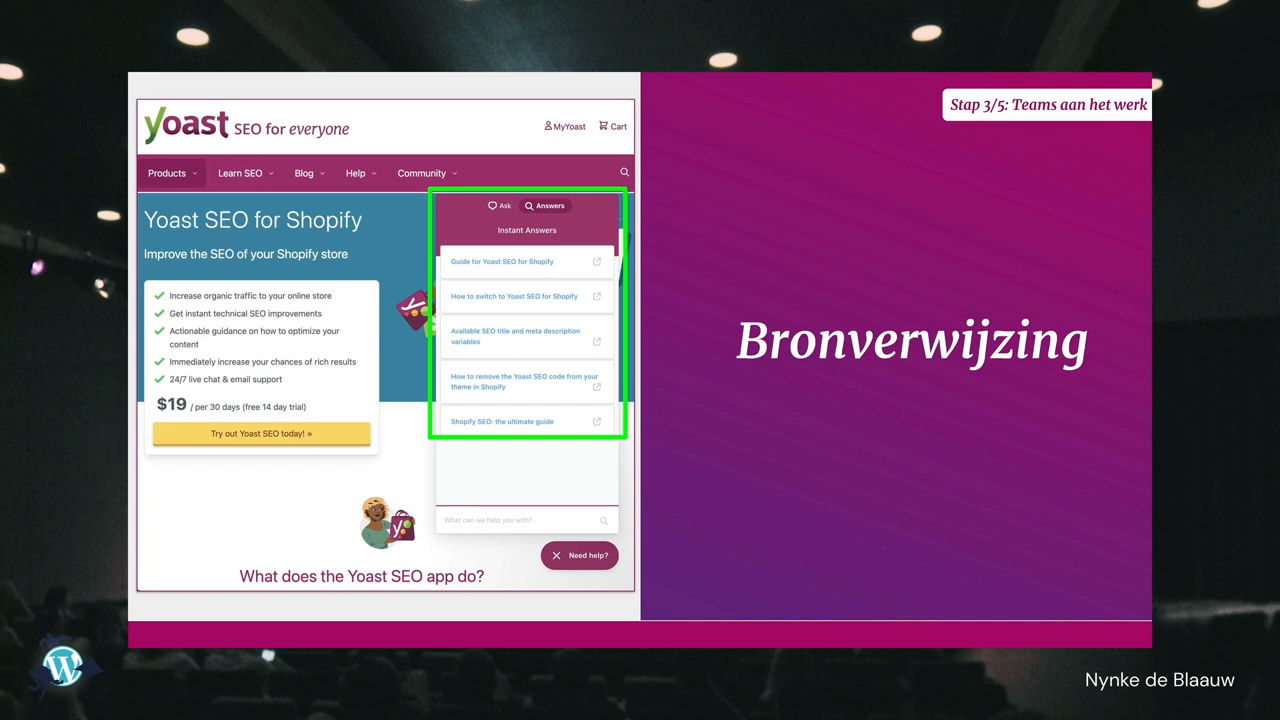 yoast SEO for everyone
MyYoast
Cart
Products
Learn SEO
Blog
Help
Community
Yoast SEO for Shopify
Improve the SEO of your Shopify store
Increase organic traffic to your online store
Get instant technical SEO improvements
Actionable guidance on how to optimize your
content
Immediately increase your chances of rich results
24/7 live chat & email support
$19 / per 30 days (free 14 day trial)
Try out Yoast SEO today! »
Ask
Answers
Instant Answers
Guide for Yoast SEO for Shopify
How to switch to Yoast SEO for Shopify
Available SEO title and meta description
variables
How to remove the Yoast SEO code from your
theme in Shopify
Shopify SEO: the ultimate guide
What can we help you with?
Need help?
What does the Yoast SEO app do?
Stap 3/5: Teams aan het werk
Bronverwijzing
Nynke de Blaauw